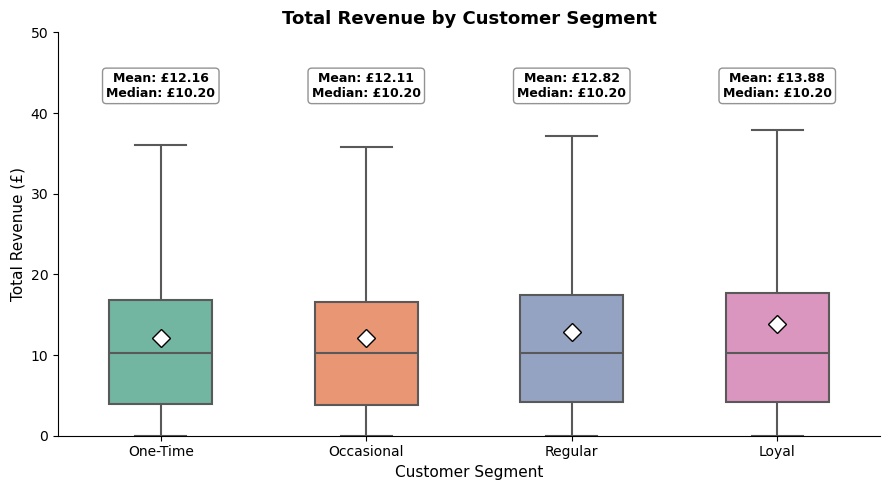 Total Revenue by Customer Segment
50
Mean: £12.16
Median: £10.20
Mean: £12.11
Median: £10.20
Mean: £12.82
Median: £10.20
Mean: £13.88
Median: £10.20
40
30
20
10
0
Total Revenue (£)
One-Time
Occasional
Regular
Loyal
Customer Segment